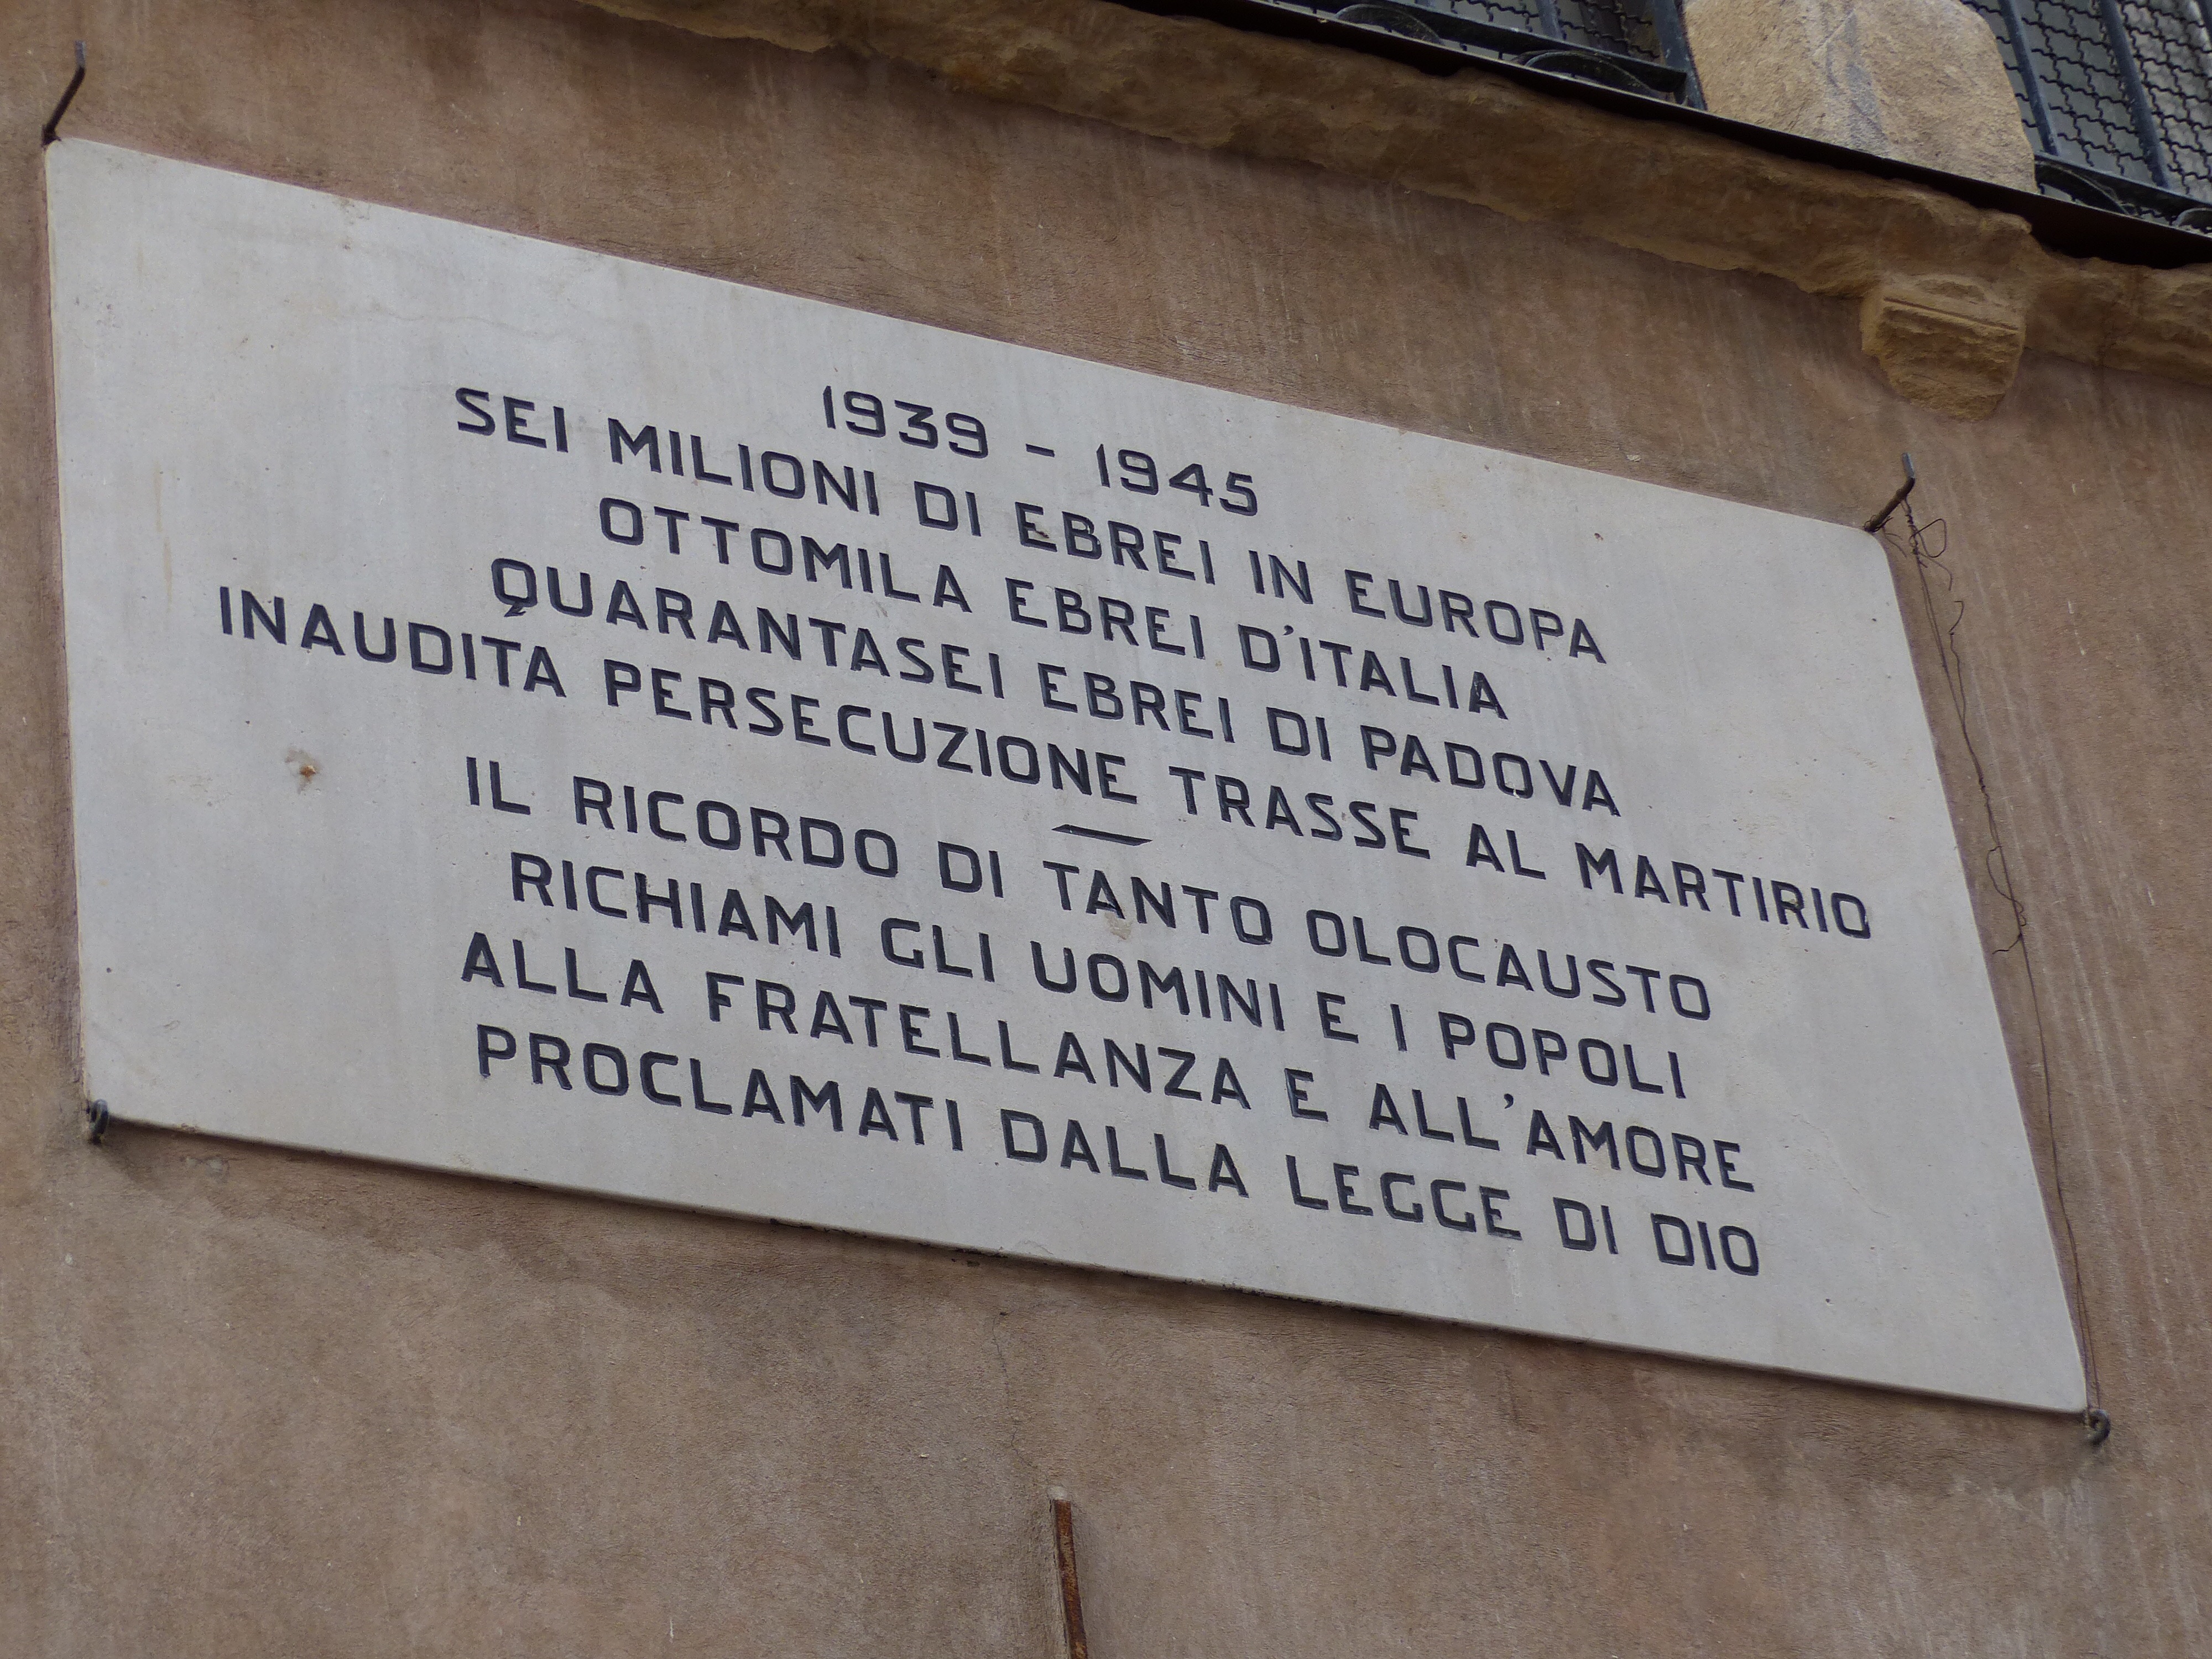 1939 - 1945
SEI MILIONI DI EBREI IN EUROPA
OTTOMILA EBREI D'ITALIA
QUARANTASEI EBREI DI PADOVA
INAUDITA PERSECUZIONE TRASSE AL MARTIRIO
—
IL RICORDO DI TANTO OLOCAUSTO
RICHIAMI GLI UOMINI E I POPOLI
ALLA FRATELLANZA E ALL'AMORE
PROCLAMATI DALLA LEGGE DI DIO